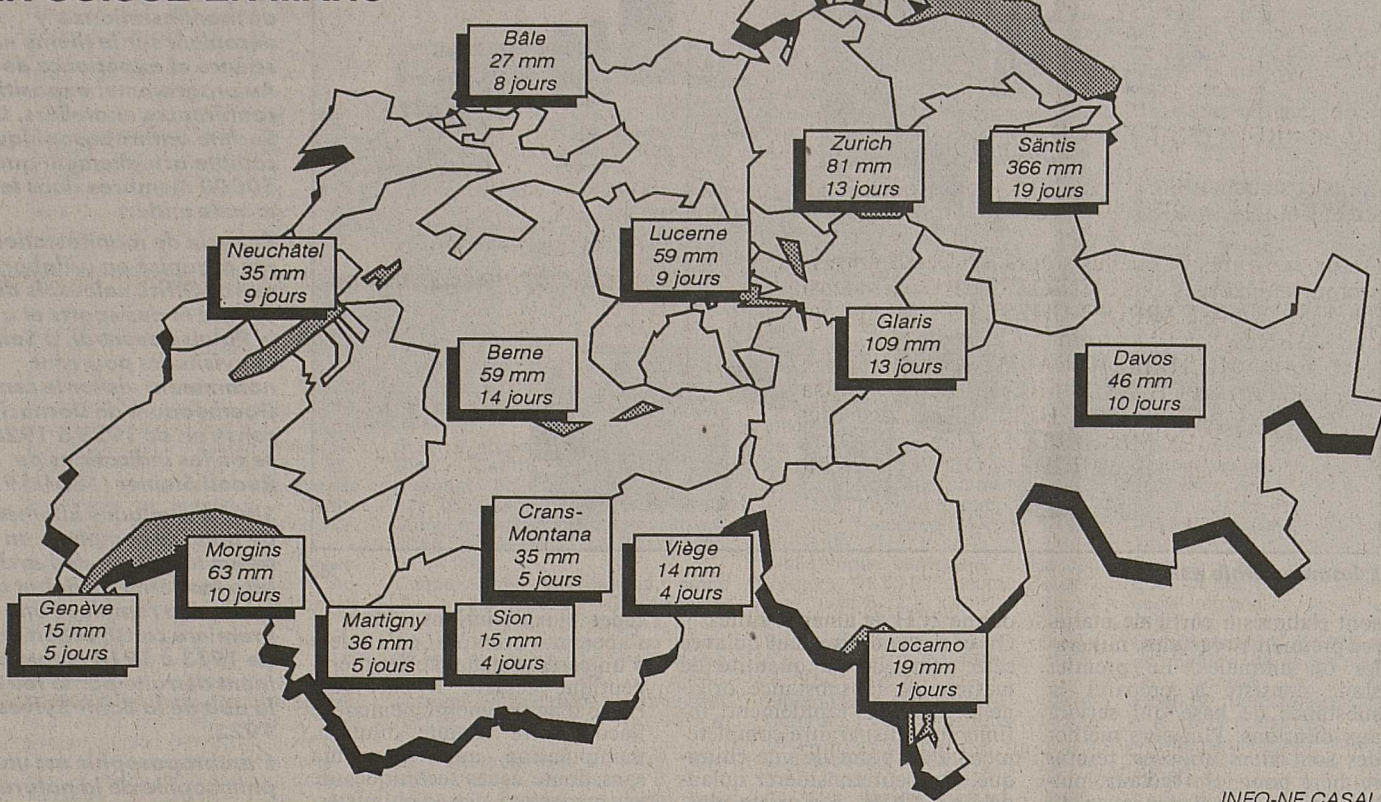 Bâle
27 mm
8 jours
Zurich
81 mm
13 jours
Säntis
366 mm
19 jours
Neuchâtel
35 mm
9 jours
Lucerne
59 mm
9 jours
Glaris
109 mm
13 jours
Berne
59 mm
14 jours
Davos
46 mm
10 jours
Crans-
Montana
35 mm
5 jours
Morgins
63 mm
10 jours
Viège
14 mm
4 jours
Genève
15 mm
5 jours
Martigny
36 mm
5 jours
Sion
15 mm
4 jours
Locarno
19 mm
1 jours
INFO-NE CASAL